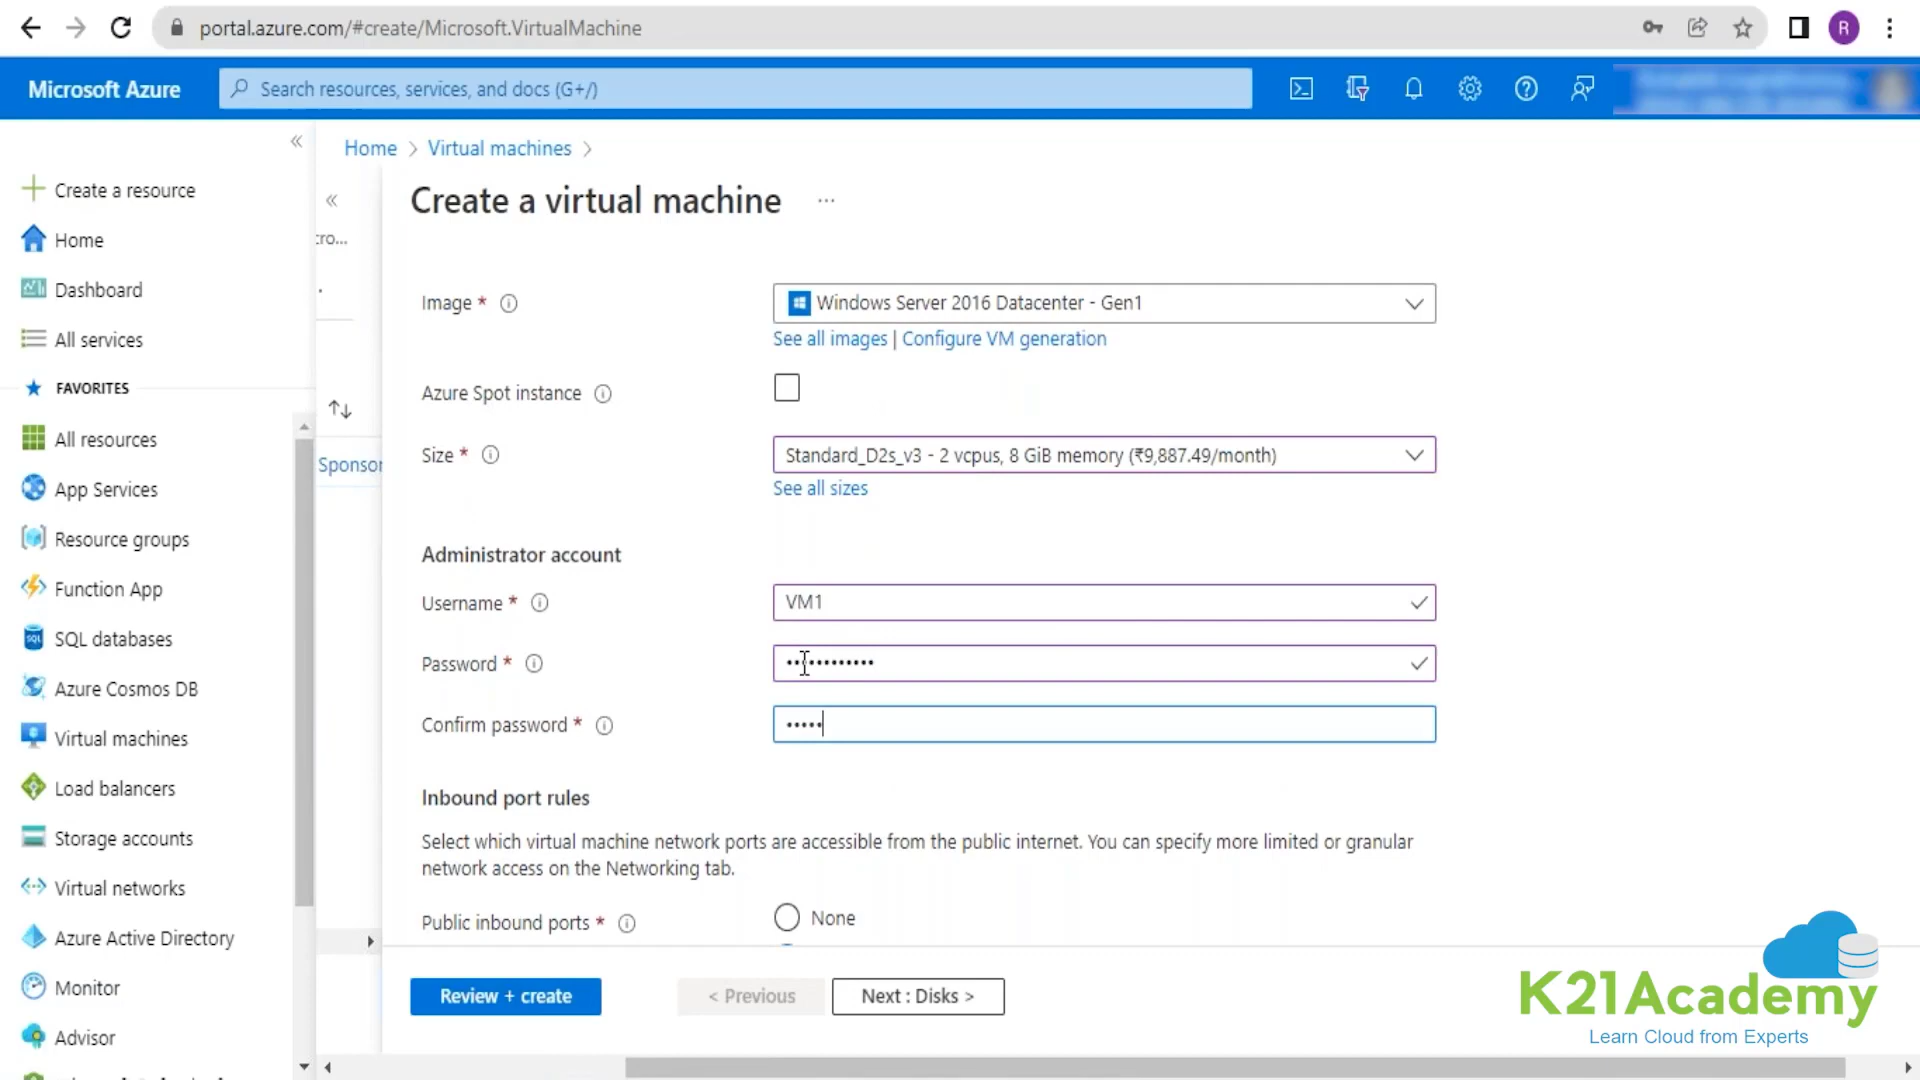 portal.azure.com/#create/Microsoft.VirtualMachine
R
Microsoft Azure
Search resources, services, and docs (G+/)
Create a resource
Home
Dashboard
All services
FAVORITES
All resources
App Services
Resource groups
Function App
SQL databases
Azure Cosmos DB
Virtual machines
Load balancers
Storage accounts
Virtual networks
Azure Active Directory
Monitor
Advisor
Home > Virtual machines >
cro...
Sponsor
Create a virtual machine ...
Image *
Windows Server 2016 Datacenter - Gen1
See all images | Configure VM generation
Azure Spot instance
Size *
Standard_D2s_v3 - 2 vcpus, 8 GiB memory (₹9,887.49/month)
See all sizes
Administrator account
Username *
VM1
Password *
Confirm password *
Inbound port rules
Select which virtual machine network ports are accessible from the public internet. You can specify more limited or granular
network access on the Networking tab.
Public inbound ports *
None
Review + create
< Previous
Next : Disks >
K21Academy
Learn Cloud from Experts